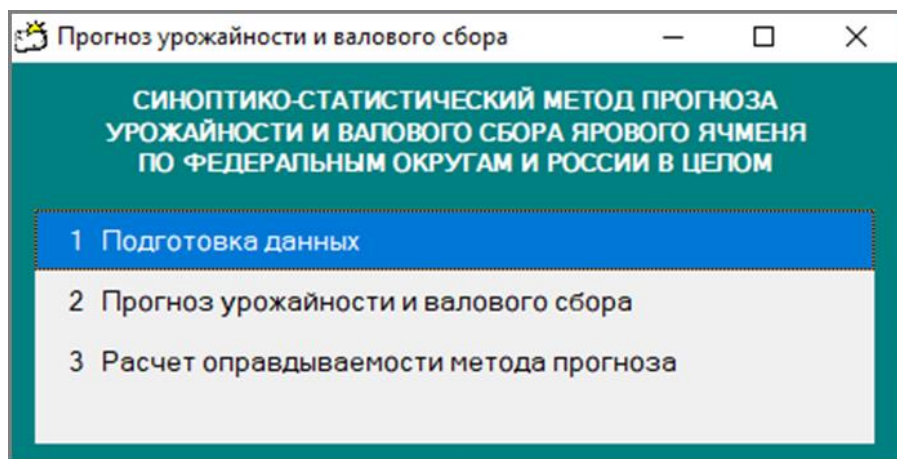 Прогноз урожайности и валового сбора
СИНОПТИКО-СТАТИСТИЧЕСКИЙ МЕТОД ПРОГНОЗА
УРОЖАЙНОСТИ И ВАЛОВОГО СБОРА ЯРОВОГО ЯЧМЕНЯ
ПО ФЕДЕРАЛЬНЫМ ОКРУГАМ И РОССИИ В ЦЕЛОМ
1 Подготовка данных
2 Прогноз урожайности и валового сбора
3 Расчет оправдываемости метода прогноза